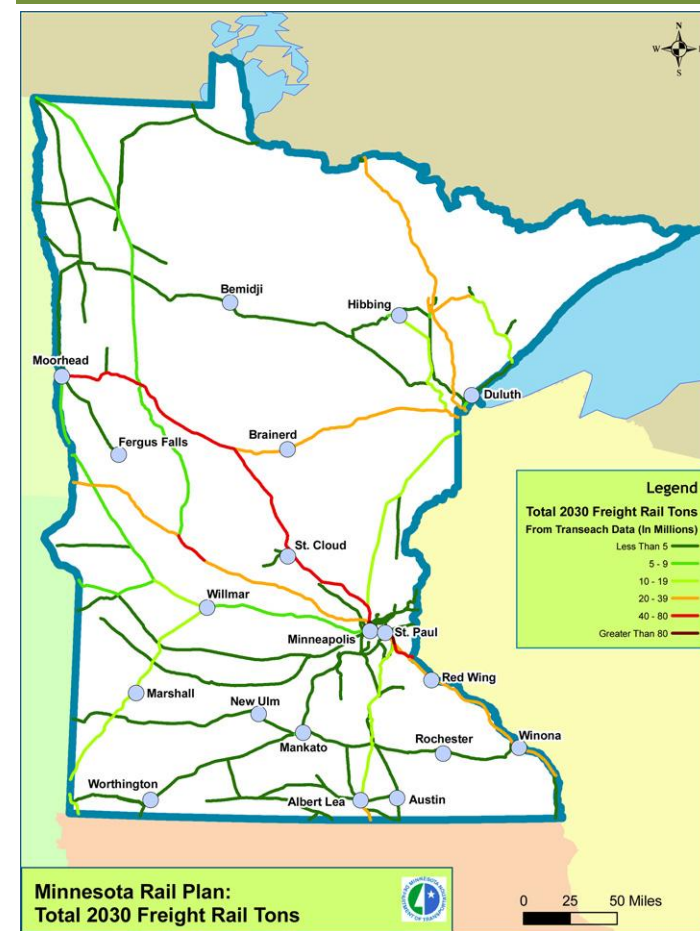 N
W
S
Bemidji
Hibbing
Moorhead
Duluth
Fergus Falls
Brainerd
Legend
Total 2030 Freight Rail Tons
From Transeach Data (In Millions)
Less Than 5
5 - 9
10 - 19
20 - 39
40 - 80
Greater Than 80
St. Cloud
Willmar
Minneapolis
St. Paul
Red Wing
Marshall
New Ulm
Mankato
Rochester
Winona
Worthington
Albert Lea
Austin
Minnesota Rail Plan:
Total 2030 Freight Rail Tons
0 25 50 Miles